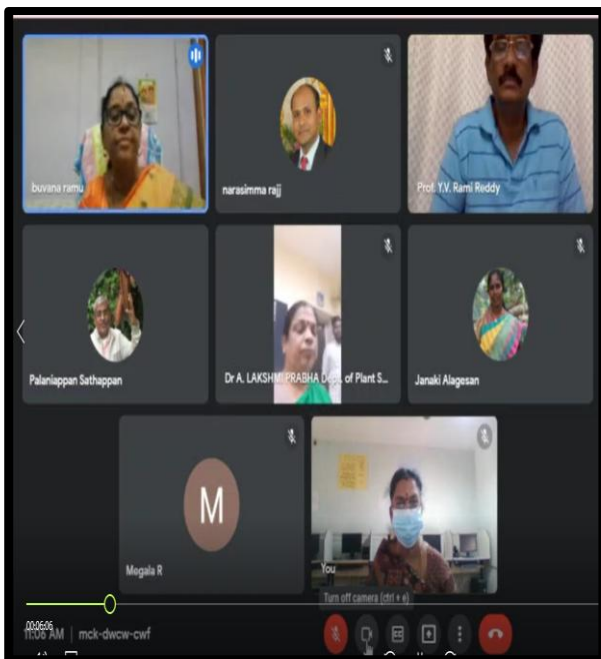 buvana ramu
narasimma rajj
Prof. Y.V. Rami Reddy
Palaniappan Sathappan
Dr A. LAKSHMI PRABHA Dept. of Plant S...
Janaki Alagesan
M
Megala R
You
Turn off camera (ctrl + e)
00:06:06
11:06 AM | mck-dwcw-cwf